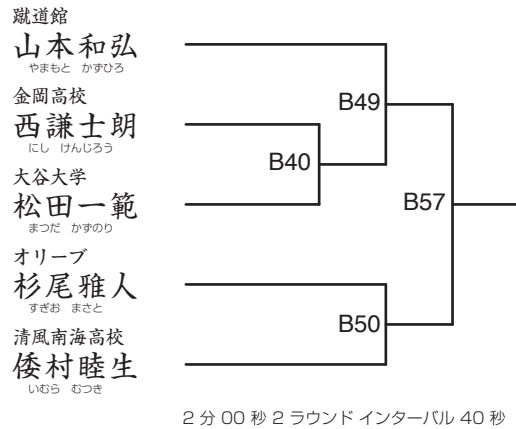 蹴道館
山本和弘
やまもと かずひろ
金岡高校
西謙士朗
にし けんじろう
大谷大学
松田一範
まつだ かずのり
オリーブ
杉尾雅人
すぎお まさと
清風南海高校
倭村睦生
いむら むつき
B49
B40
B57
B50
2 分 00 秒 2 ラウンド インターバル 40 秒